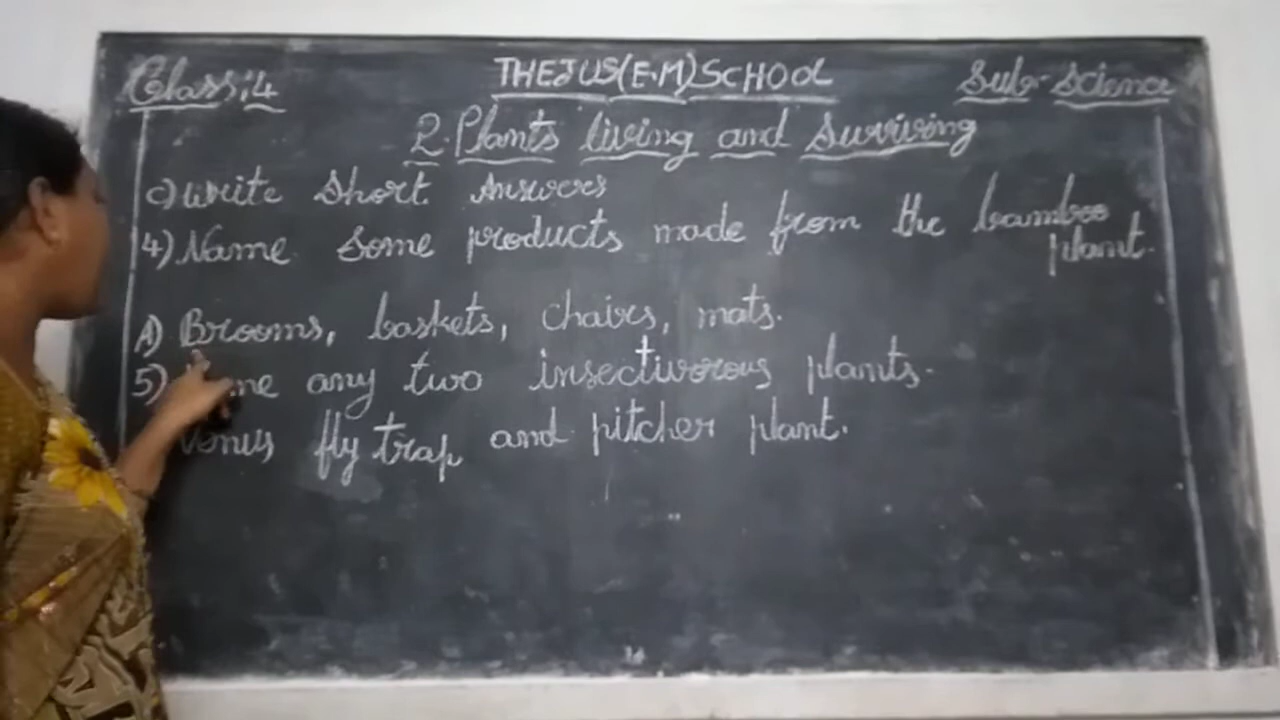 Class:4
THEJUS(E.M)SCHOOL
Sub- Science
2. Plants living and surviving
c) Write Short Answers
4) Name Some products made from the bamboo
plant.
A) Brooms, baskets, chairs, mats.
5) any two insectivorous plants.
Venus fly trap and pitcher plant.